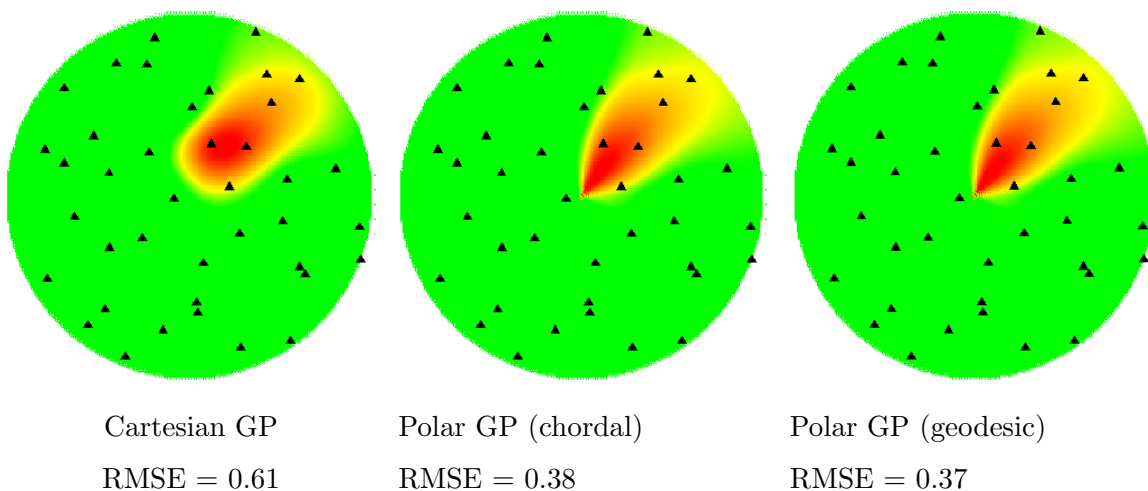 Cartesian GP Polar GP (chordal) Polar GP (geodesic)
RMSE = 0.61 RMSE = 0.38 RMSE = 0.37